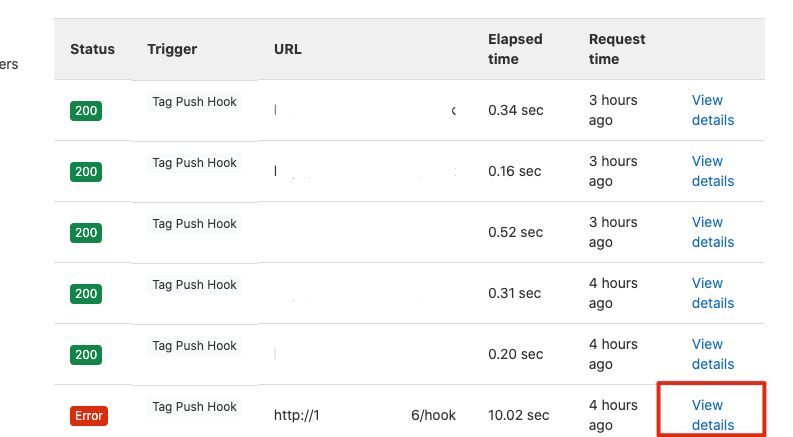 ers
Status Trigger URL Elapsed time Request time
200 Tag Push Hook 0.34 sec 3 hours ago View details
200 Tag Push Hook 0.16 sec 3 hours ago View details
200 Tag Push Hook 0.52 sec 3 hours ago View details
200 Tag Push Hook 0.31 sec 4 hours ago View details
200 Tag Push Hook 0.20 sec 4 hours ago View details
Error Tag Push Hook http://1 6/hook 10.02 sec 4 hours ago View details